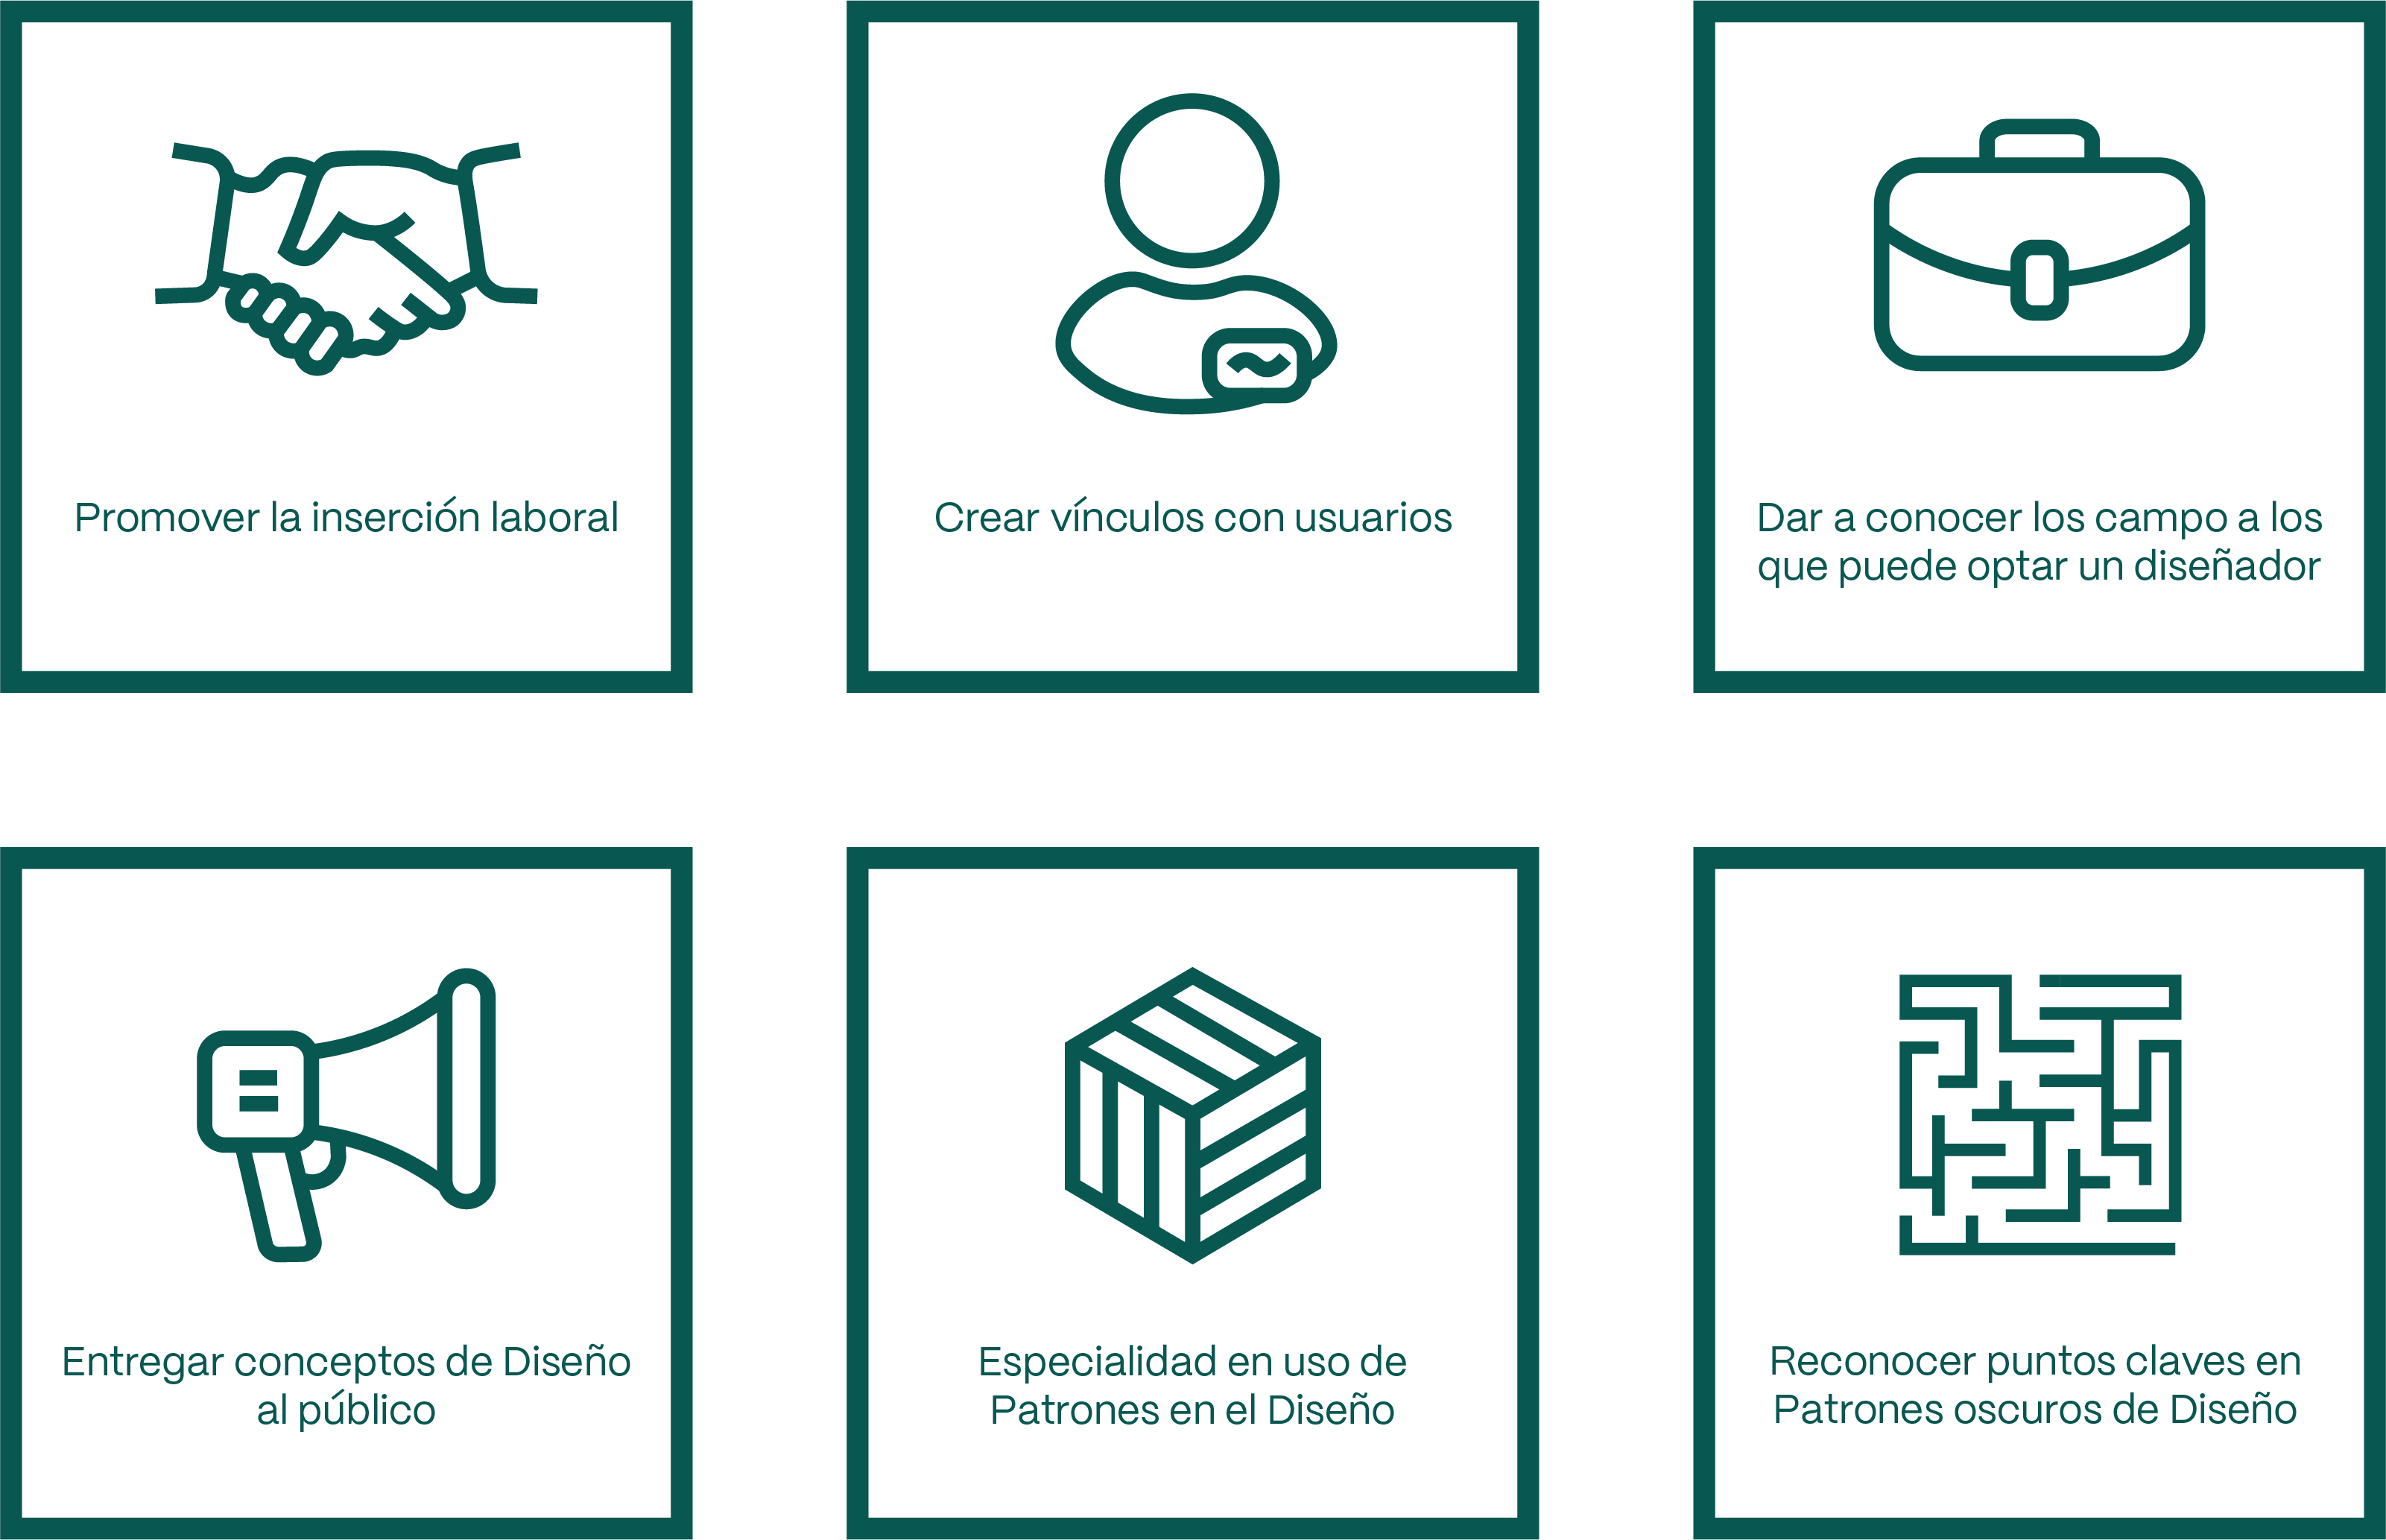 Promover la inserción laboral
Crear vínculos con usuarios
Dar a conocer los campo a los
que puede optar un diseñador
Entregar conceptos de Diseño
al público
Especialidad en uso de
Patrones en el Diseño
Reconocer puntos claves en
Patrones oscuros de Diseño